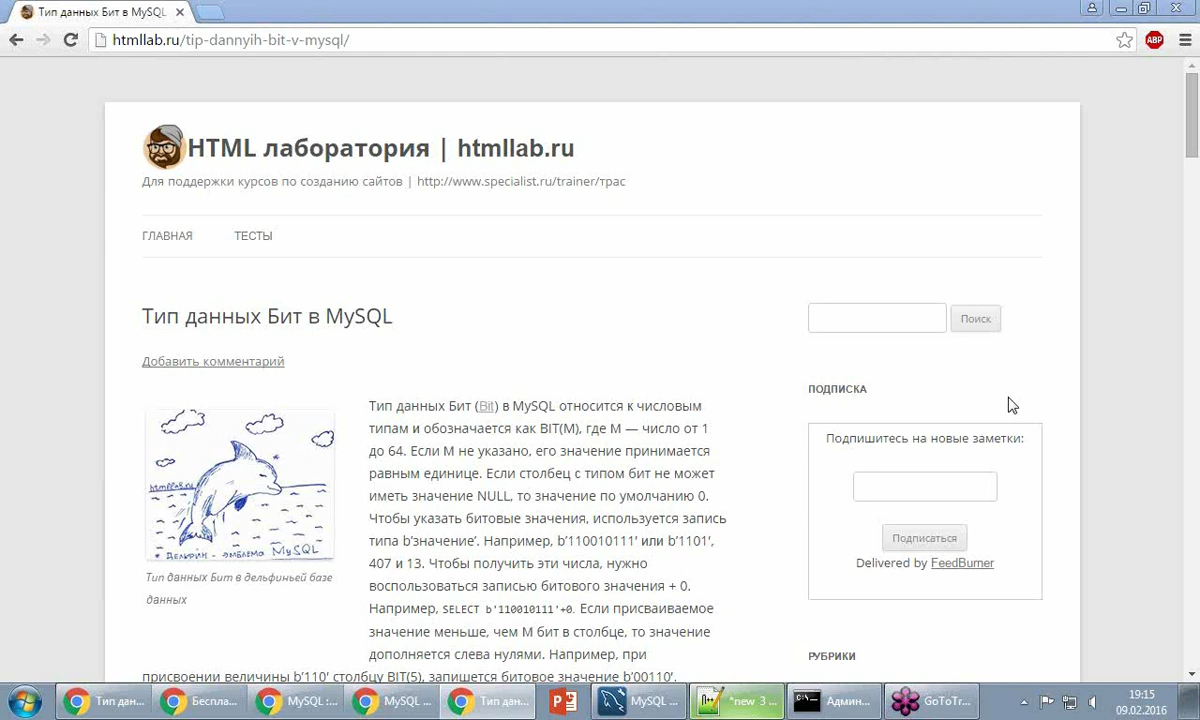 Тип данных Бит в MySQL
htmllab.ru/tip-dannyih-bit-v-mysql/
ABP
HTML лаборатория | htmllab.ru
Для поддержки курсов по созданию сайтов | http://www.specialist.ru/trainer/трас
ГЛАВНАЯ ТЕСТЫ
Тип данных Бит в MySQL
Добавить комментарий
htmllab.ru
* Дельфин - эмблема MySQL
Тип данных Бит в дельфиньей базе
данных
Тип данных Бит (Bit) в MySQL относится к числовым
типам и обозначается как BIT(M), где M — число от 1
до 64. Если M не указано, его значение принимается
равным единице. Если столбец с типом бит не может
иметь значение NULL, то значение по умолчанию 0.
Чтобы указать битовые значения, используется запись
типа b’значение’. Например, b’110010111′ или b’1101′,
407 и 13. Чтобы получить эти числа, нужно
воспользоваться записью битового значения + 0.
Например, SELECT b'110010111'+0. Если присваиваемое
значение меньше, чем M бит в столбце, то значение
дополняется слева нулями. Например, при
присвоении величины b’110′ столбцу BIT(5), запишется битовое значение b’00110′.
Поиск
ПОДПИСКА
Подпишитесь на новые заметки:
Подписаться
Delivered by FeedBurner
РУБРИКИ
Тип дан...
Беспла...
MySQL :...
MySQL ...
Тип дан...
MySQL ...
*new 3 ...
Админ...
GoToTr...
19:15
09.02.2016